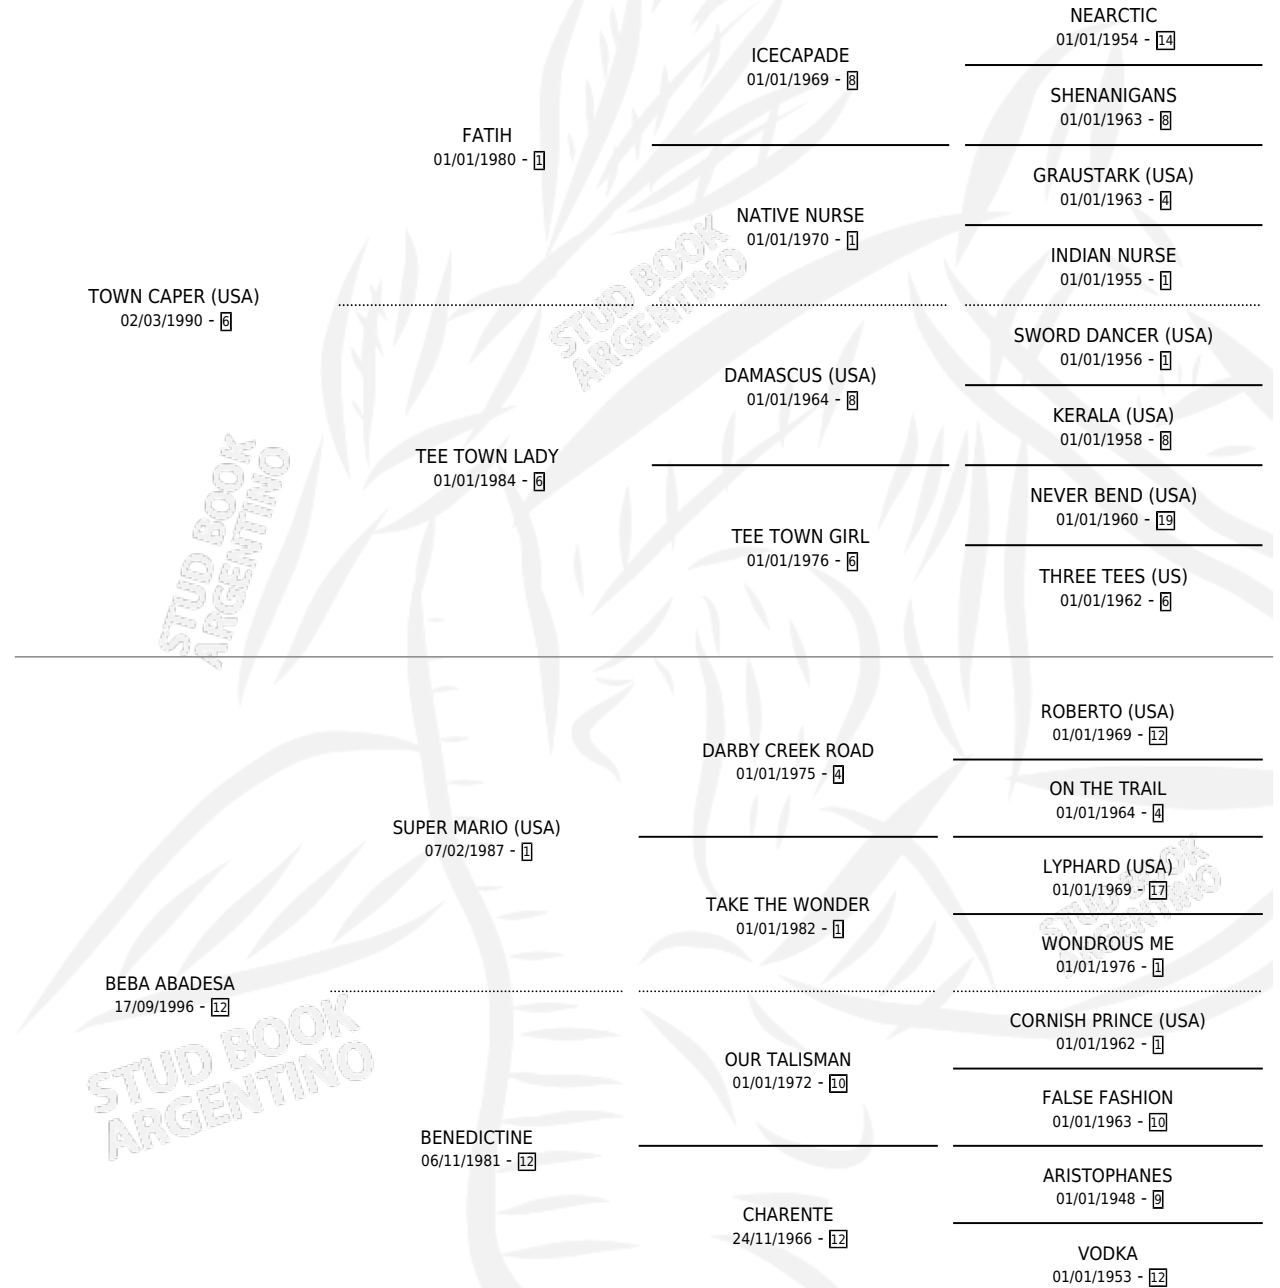 NEARCTIC
01/01/1954 - 14
ICECAPADE
01/01/1969 - 8
SHENANIGANS
01/01/1963 - 8
FATIH
01/01/1980 - 1
GRAUSTARK (USA)
01/01/1963 - 4
NATIVE NURSE
01/01/1970 - 1
INDIAN NURSE
01/01/1955 - 1
TOWN CAPER (USA)
02/03/1990 - 6
SWORD DANCER (USA)
01/01/1956 - 1
DAMASCUS (USA)
01/01/1964 - 8
KERALA (USA)
01/01/1958 - 8
TEE TOWN LADY
01/01/1984 - 6
NEVER BEND (USA)
01/01/1960 - 19
TEE TOWN GIRL
01/01/1976 - 6
THREE TEES (US)
01/01/1962 - 6
ROBERTO (USA)
01/01/1969 - 12
DARBY CREEK ROAD
01/01/1975 - 4
ON THE TRAIL
01/01/1964 - 4
SUPER MARIO (USA)
07/02/1987 - 1
LYPHARD (USA)
01/01/1969 - 17
TAKE THE WONDER
01/01/1982 - 1
WONDROUS ME
01/01/1976 - 1
BEBA ABADESA
17/09/1996 - 12
CORNISH PRINCE (USA)
01/01/1962 - 1
OUR TALISMAN
01/01/1972 - 10
FALSE FASHION
01/01/1963 - 10
BENEDICTINE
06/11/1981 - 12
ARISTOPHANES
01/01/1948 - 9
CHARENTE
24/11/1966 - 12
VODKA
01/01/1953 - 12
STUD BOOK
ARGENTINO
STUD BOOK
ARGENTINO
STUD BOOK
ARGENTINO
STUD BOOK
ARGENTINO